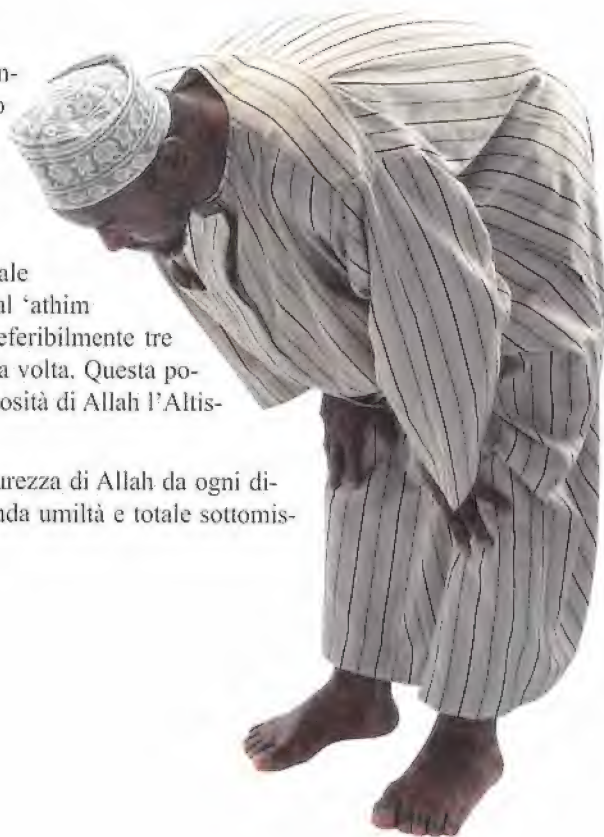 n-
o
ale
al ‘athim
eferibilmente tre
a volta. Questa po-
osità di Allah l’Altis-
urezza di Allah da ogni di-
nda umiltà e totale sottomis-